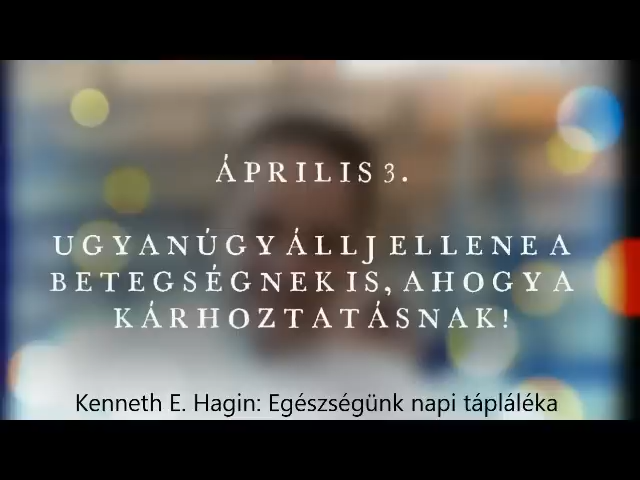 ÁPRILIS 3.
UGYANÚGY ÁLLJ ELLENE A
BETEGSÉGNEK IS, AHOGY A
KÁRHOZTATÁSNAK!
Kenneth E. Hagin: Egészségünk napi tápláléka